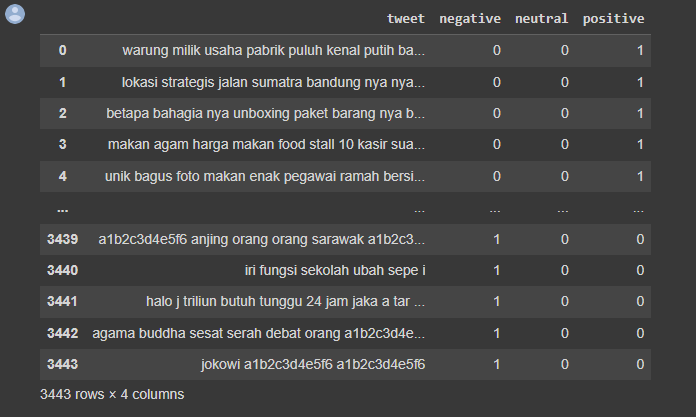 tweet negative neutral positive
0 warung milik usaha pabrik puluh kenal putih ba... 0 0 1
1 lokasi strategis jalan sumatra bandung nya nya... 0 0 1
2 betapa bahagia nya unboxing paket barang nya b... 0 0 1
3 makan agam harga makan food stall 10 kasir sua... 0 0 1
4 unik bagus foto makan enak pegawai ramah bersi... 0 0 1
... ... ... ... ...
3439 a1b2c3d4e5f6 anjing orang orang sarawak a1b2c3... 1 0 0
3440 iri fungsi sekolah ubah sepe i 1 0 0
3441 halo j triliun butuh tunggu 24 jam jaka a tar ... 1 0 0
3442 agama buddha sesat serah debat orang a1b2c3d4e... 1 0 0
3443 jokowi a1b2c3d4e5f6 a1b2c3d4e5f6 1 0 0
3443 rows × 4 columns